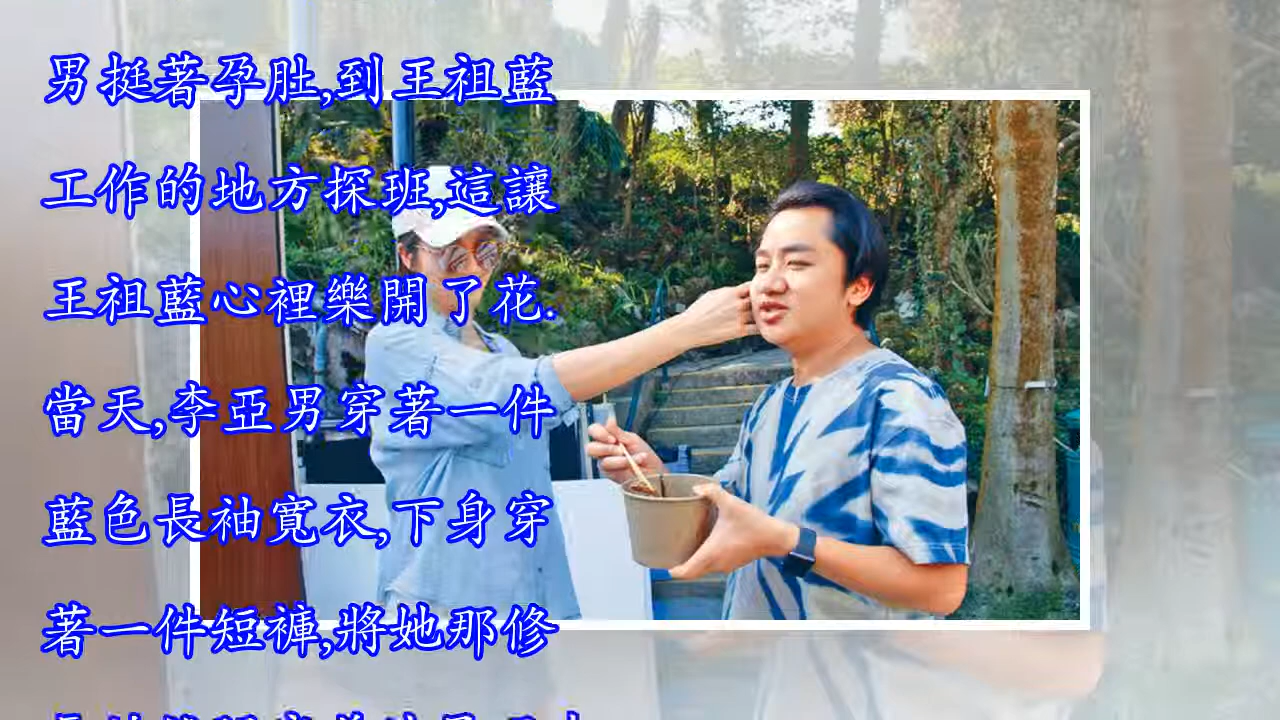 男挺著孕肚,到王祖藍
工作的地方探班,這讓
王祖藍心裡樂開了花.
當天,李亞男穿著一件
藍色長袖寬衣,下身穿
著一件短褲,將她那修